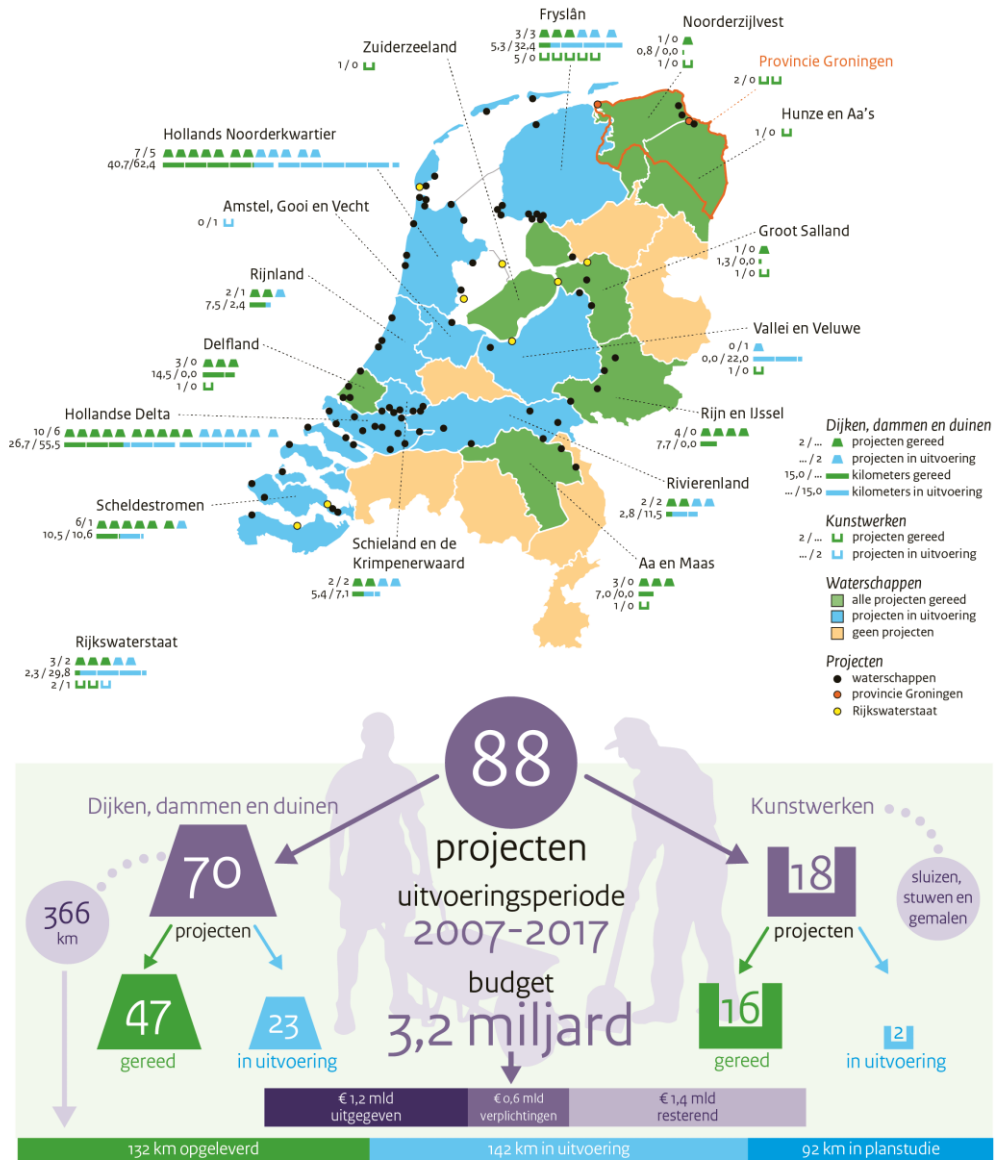 Fryslân
3 / 3
5,3 / 32,4
5 / 0
Noorderzijlvest
1 / 0
0,8 / 0,0
1 / 0
Zuiderzeeland
1 / 0
Provincie Groningen
2 / 0
Hunze en Aa's
1 / 0
Hollands Noorderkwartier
7 / 5
40,7/62,4
Amstel, Gooi en Vecht
0 / 1
Groot Salland
1 / 0
1,3 / 0,0
1 / 0
Rijnland
2 / 1
7,5 / 2,4
Vallei en Veluwe
0 / 1
0,0 / 22,0
1 / 0
Delfland
3 / 0
14,5 / 0,0
1 / 0
Hollandse Delta
10 / 6
26,7 / 55,5
Rijn en IJssel
4 / 0
7,7 / 0,0
Rivierenland
2 / 2
2,8 / 11,5
Scheldestromen
6/ 1
10,5 / 10,6
Schieland en de
Krimpenerwaard
2 / 2
5,4 / 7,1
Aa en Maas
3 / 0
7,0 /0,0
1 / 0
Rijkswaterstaat
3 / 2
2,3 / 29,8
2 / 1
Dijken, dammen en duinen
2 / ... projecten gereed
... / 2 projecten in uitvoering
15,0 / ... kilometers gereed
... / 15,0 kilometers in uitvoering
Kunstwerken
2 / ... projecten gereed
... / 2 projecten in uitvoering
Waterschappen
alle projecten gereed
projecten in uitvoering
geen projecten
Projecten
waterschappen
provincie Groningen
Rijkswaterstaat
88
projecten
uitvoeringsperiode
2007-2017
budget
3,2 miljard
Dijken, dammen en duinen
70
projecten
366
km
47
gereed
23
in uitvoering
Kunstwerken
18
projecten
sluizen,
stuwen en
gemalen
16
gereed
2
in uitvoering
€ 1,2 mld
uitgegeven
€ 0,6 mld
verplichtingen
€ 1,4 mld
resterend
132 km opgeleverd
142 km in uitvoering
92 km in planstudie